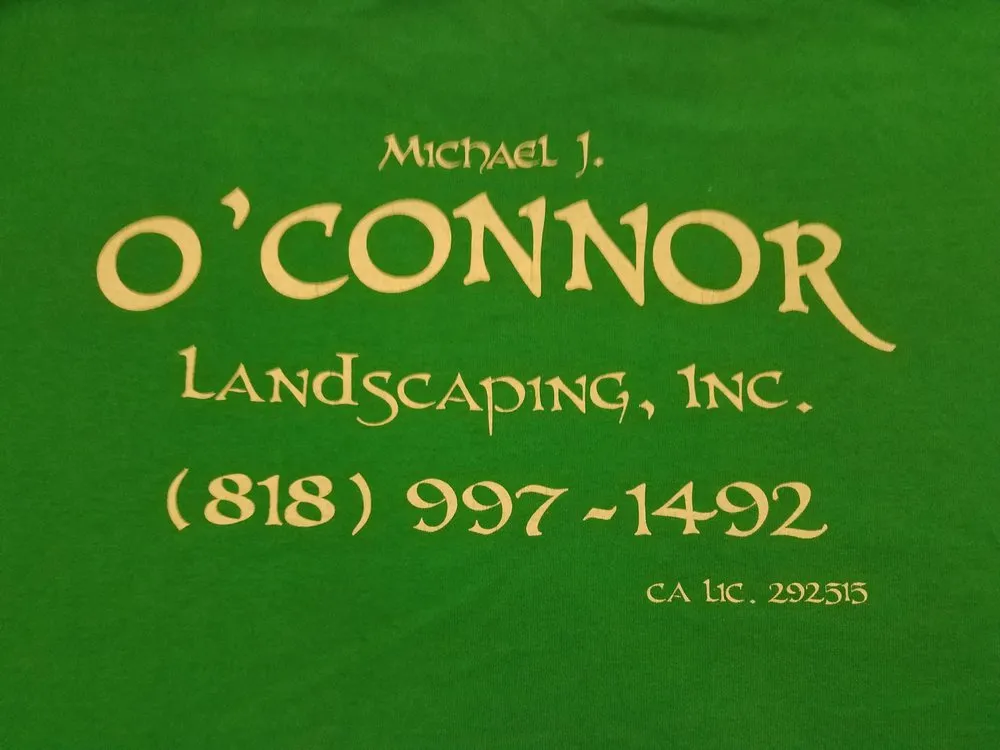 Michael J.
O'CONNOR
Landscaping, Inc.
(818) 997-1492
CA Lic. 292515